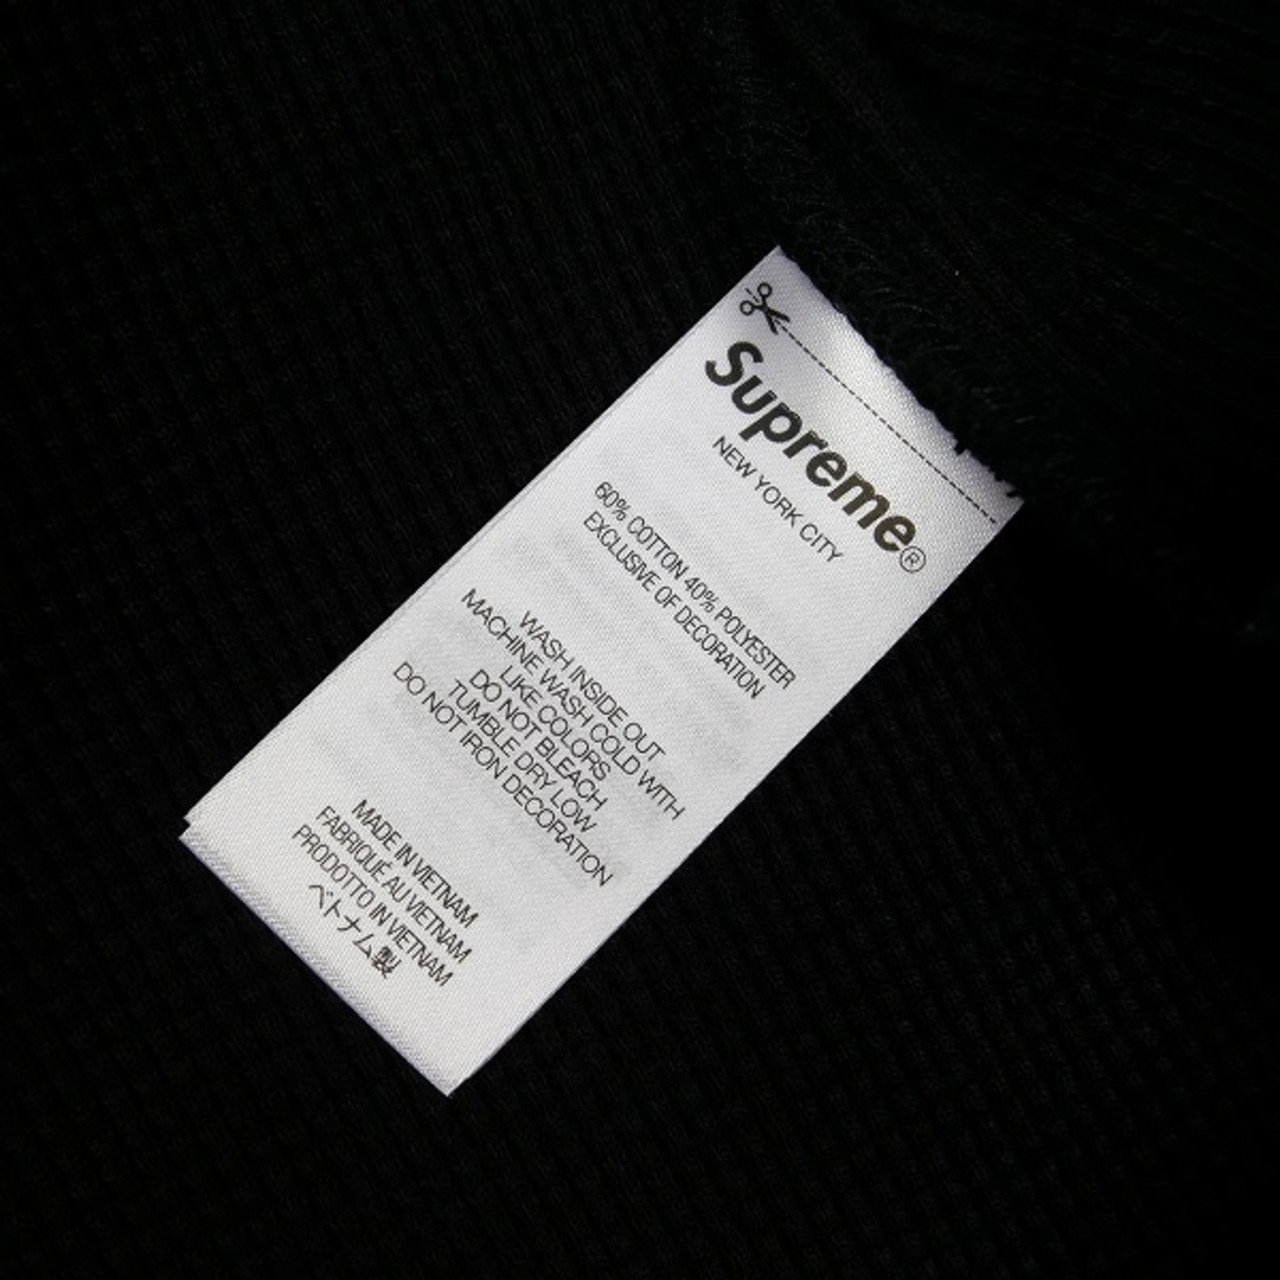 Supreme®
NEW YORK CITY
60% COTTON 40% POLYESTER
EXCLUSIVE OF DECORATION
WASH INSIDE OUT
MACHINE WASH COLD WITH
LIKE COLORS
DO NOT BLEACH
TUMBLE DRY LOW
DO NOT IRON DECORATION
MADE IN VIETNAM
FABRIQUÉ AU VIETNAM
PRODOTTO IN VIETNAM
ベトナム製